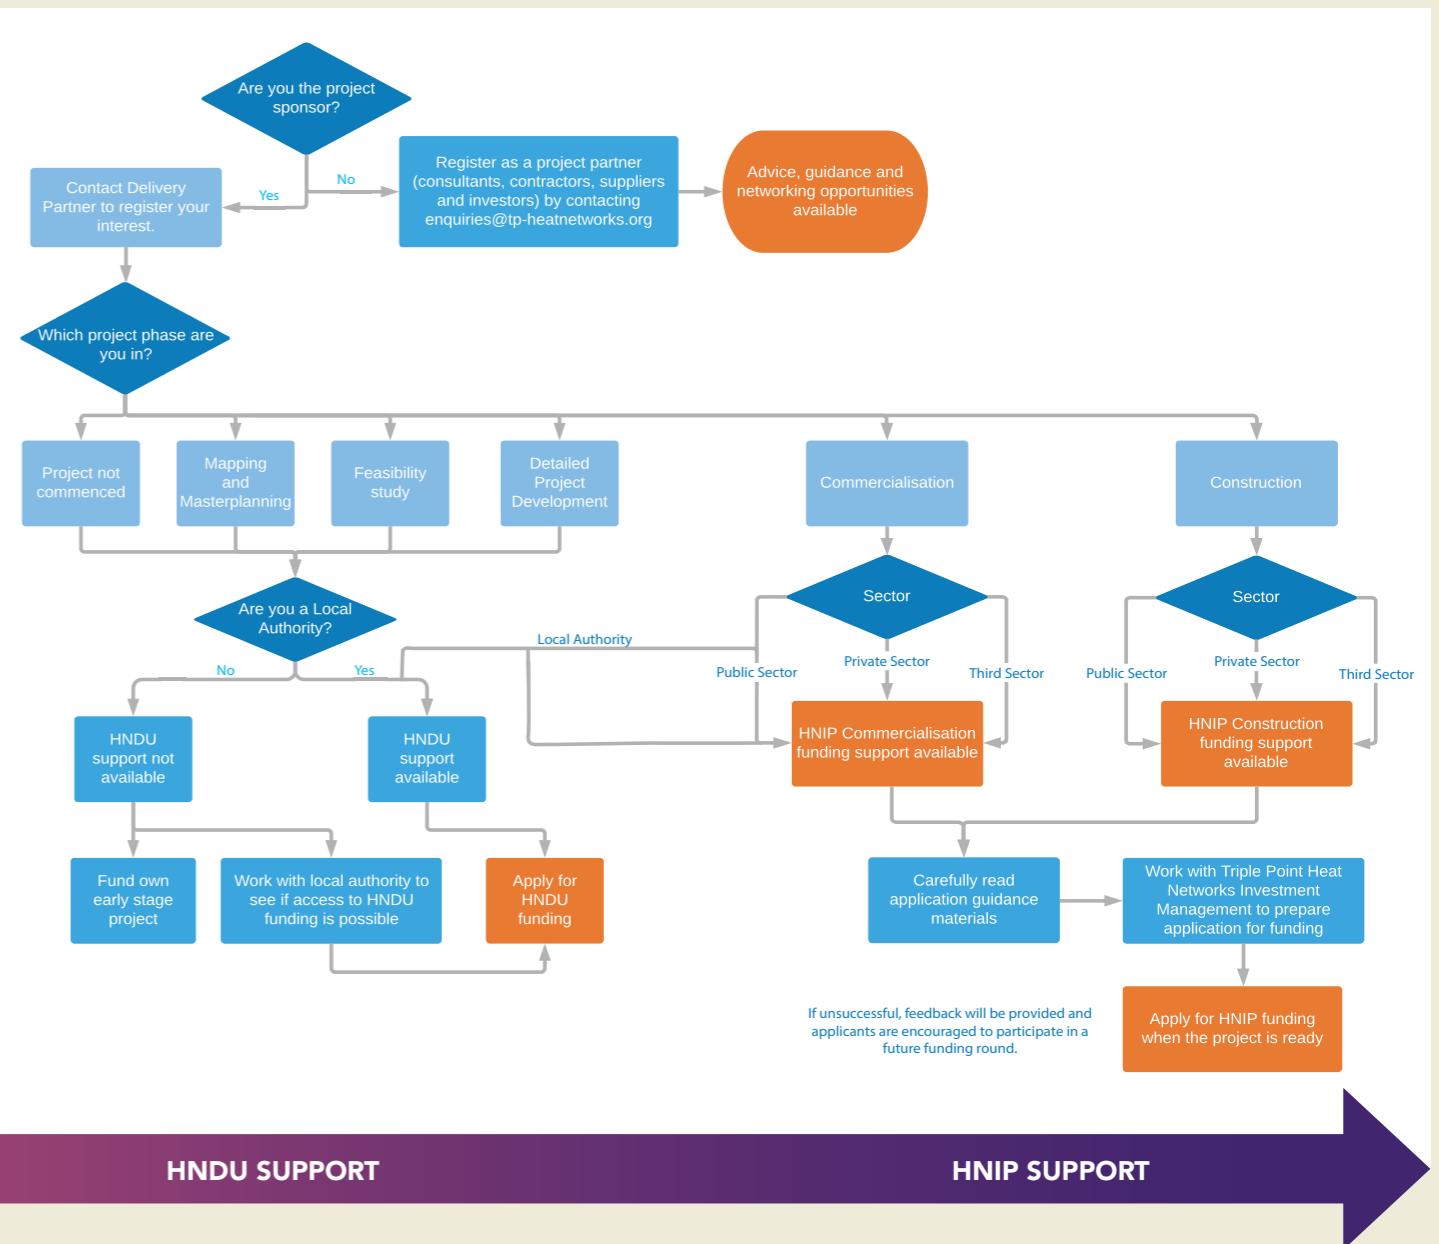 Are you the project
sponsor?
Yes
No
Contact Delivery
Partner to register your
interest.
Register as a project partner
(consultants, contractors, suppliers
and investors) by contacting
enquiries@tp-heatnetworks.org
Advice, guidance and
networking opportunities
available
Which project phase are
you in?
Project not
commenced
Mapping
and
Masterplanning
Feasibility
study
Detailed
Project
Development
Commercialisation
Construction
Are you a Local
Authority?
Sector
Sector
No
Yes
Local Authority
Public Sector
Private Sector
Third Sector
Public Sector
Private Sector
Third Sector
HNDU
support not
available
HNDU
support
available
HNIP Commercialisation
funding support available
HNIP Construction
funding support
available
Fund own
early stage
project
Work with local authority to
see if access to HNDU
funding is possible
Apply for
HNDU
funding
Carefully read
application guidance
materials
Work with Triple Point Heat
Networks Investment
Management to prepare
application for funding
If unsuccessful, feedback will be provided and
applicants are encouraged to participate in a
future funding round.
Apply for HNIP funding
when the project is ready
HNDU SUPPORT
HNIP SUPPORT